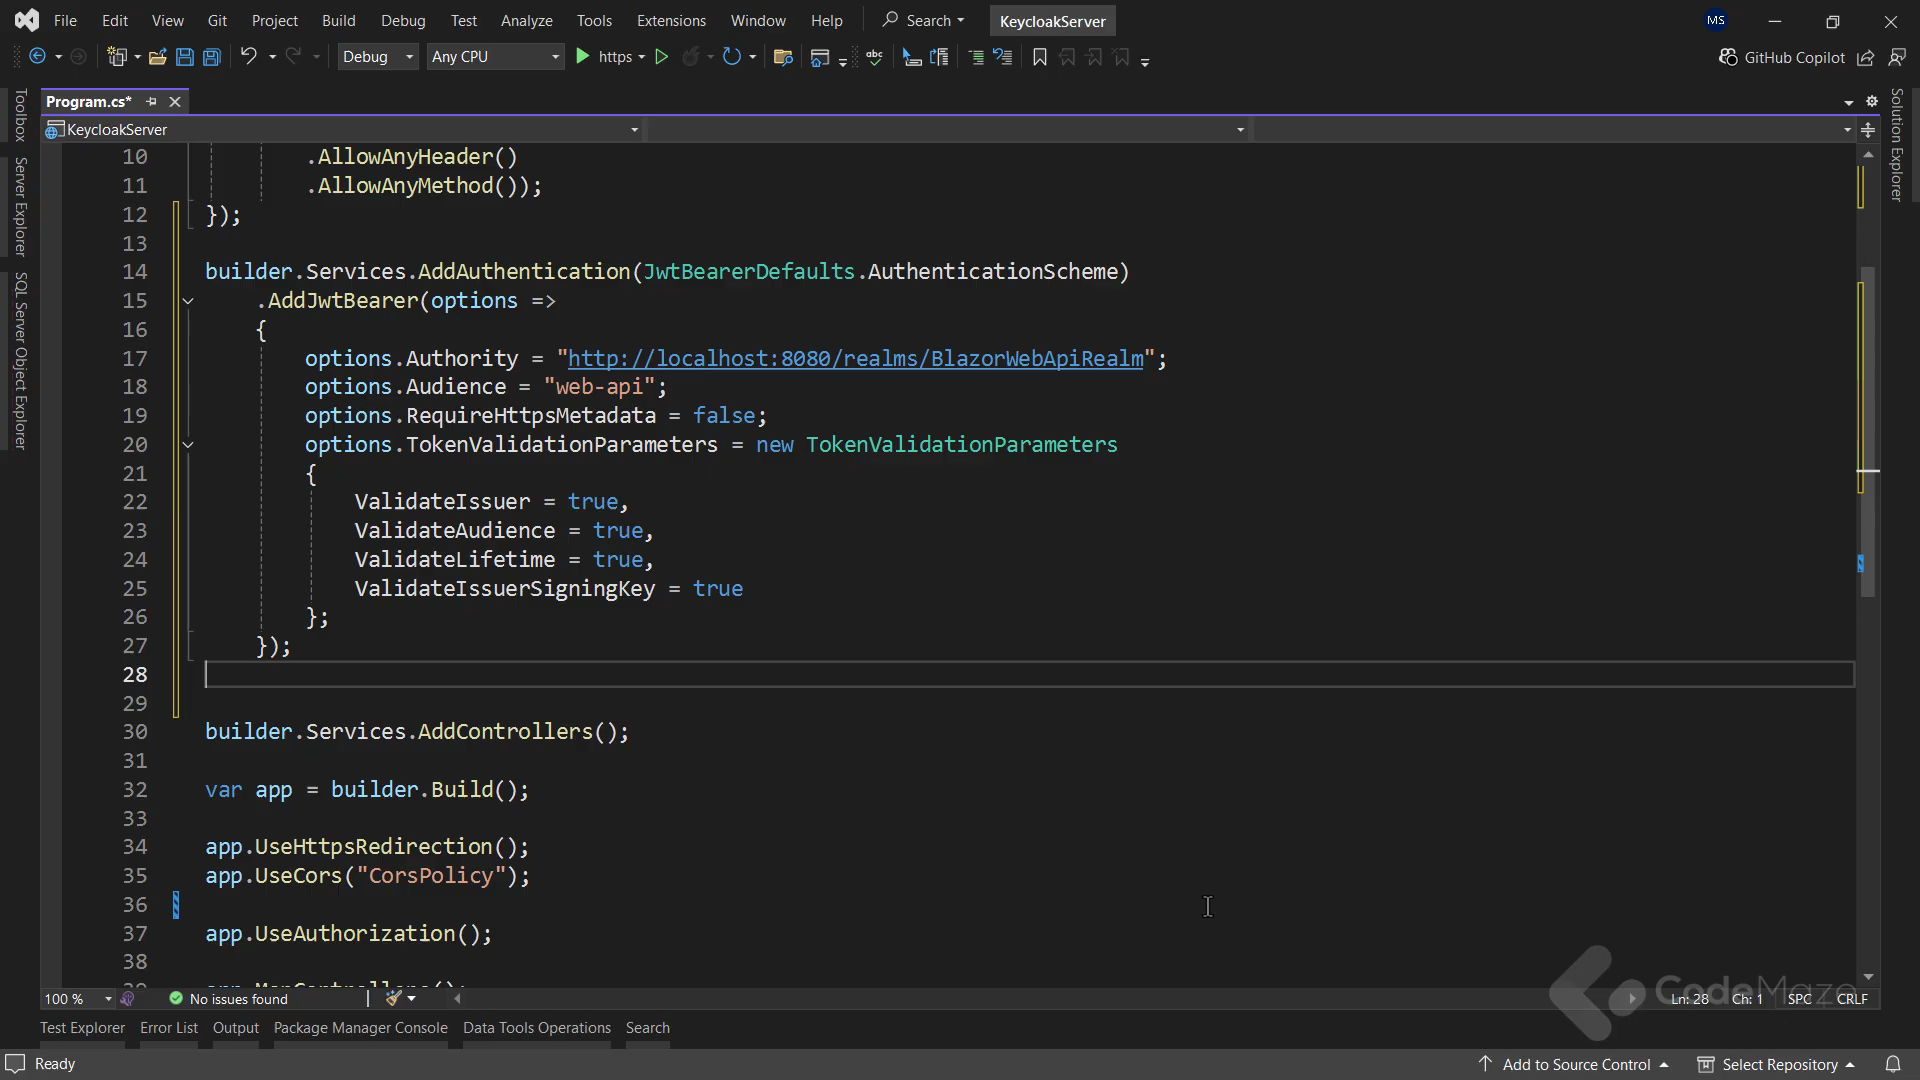 File Edit View Git Project Build Debug Test Analyze Tools Extensions Window Help Search KeycloakServer MS
Debug Any CPU https abc GitHub Copilot
Program.cs*
KeycloakServer
Toolbox
Server Explorer
SQL Server Object Explorer
Solution Explorer
10 .AllowAnyHeader()
11 .AllowAnyMethod());
12 });
13
14 builder.Services.AddAuthentication(JwtBearerDefaults.AuthenticationScheme)
15 .AddJwtBearer(options =>
16 {
17 options.Authority = "http://localhost:8080/realms/BlazorWebApiRealm";
18 options.Audience = "web-api";
19 options.RequireHttpsMetadata = false;
20 options.TokenValidationParameters = new TokenValidationParameters
21 {
22 ValidateIssuer = true,
23 ValidateAudience = true,
24 ValidateLifetime = true,
25 ValidateIssuerSigningKey = true
26 };
27 });
28
29
30 builder.Services.AddControllers();
31
32 var app = builder.Build();
33
34 app.UseHttpsRedirection();
35 app.UseCors("CorsPolicy");
36
37 app.UseAuthorization();
38
100 % No issues found Ln: 28 Ch: 1 SPC CRLF
CodeMaze
Test Explorer Error List Output Package Manager Console Data Tools Operations Search
Ready Add to Source Control Select Repository